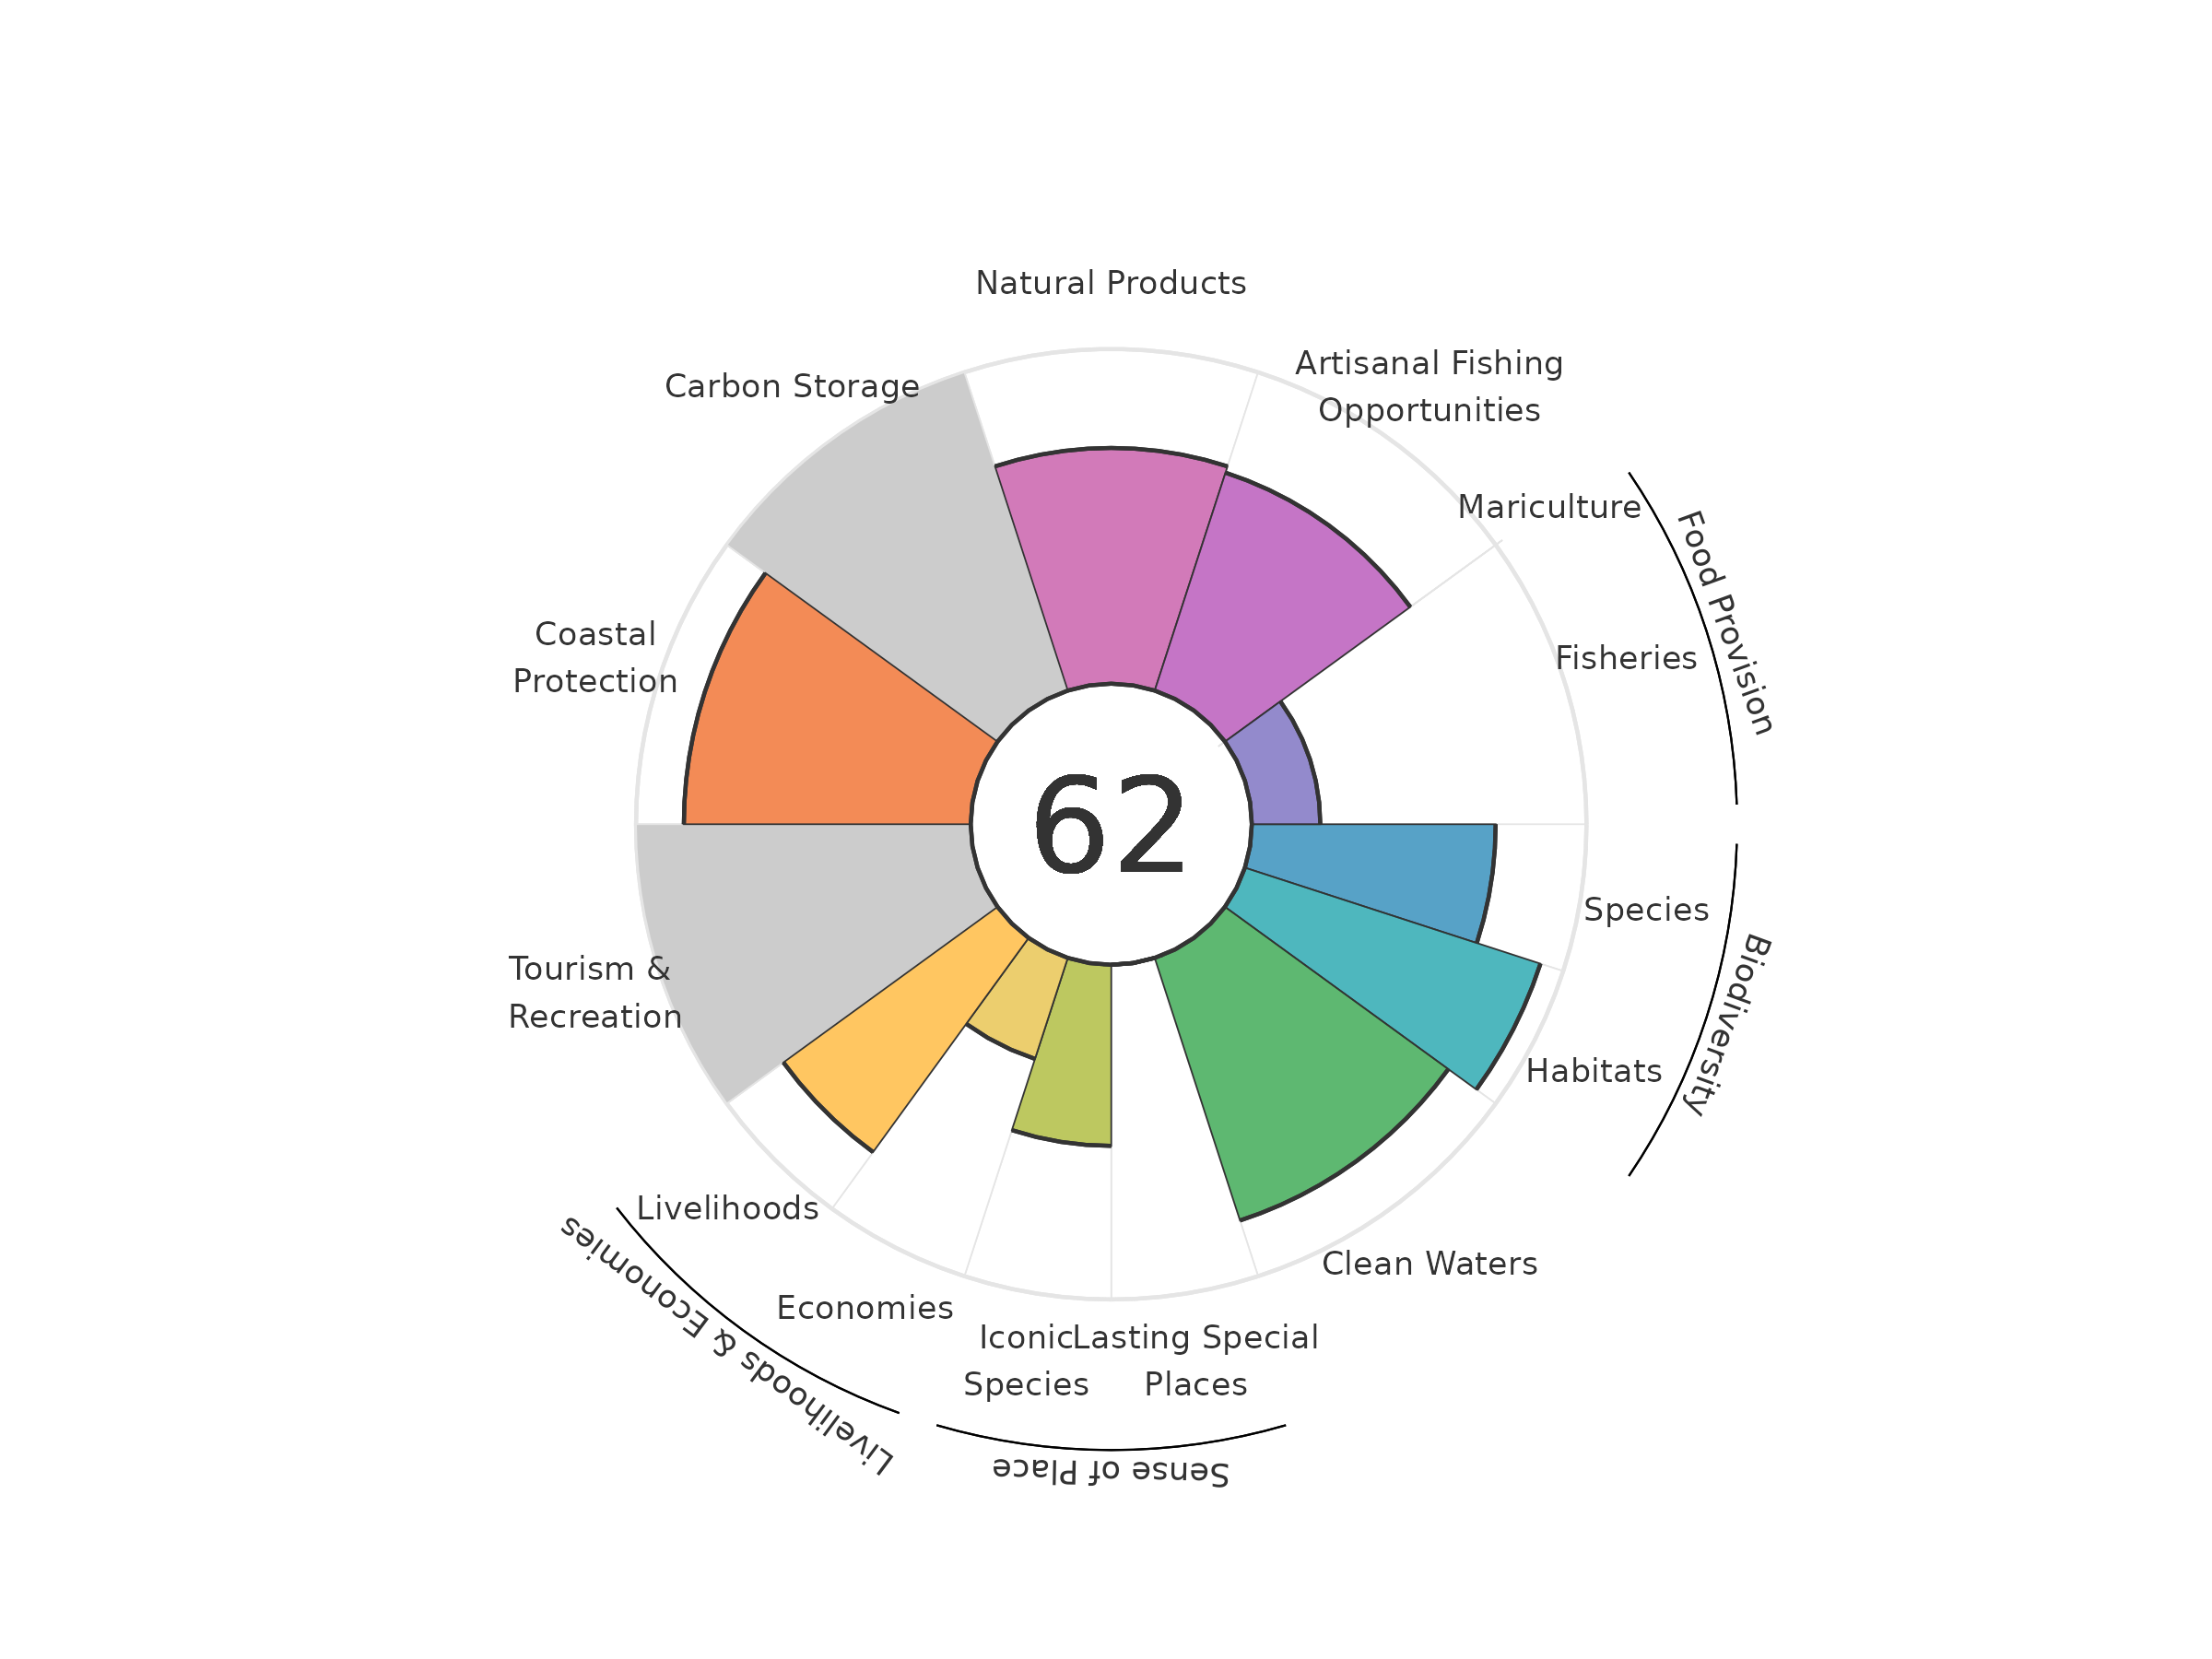 Natural Products
Artisanal Fishing
Opportunities
Carbon Storage
Mariculture
Food Provision
Coastal
Protection
Fisheries
62
Species
Biodiversity
Tourism &
Recreation
Habitats
Livelihoods
Clean Waters
Livelihoods & Economies
Economies
Iconic
Species
Lasting Special
Places
Sense of Place